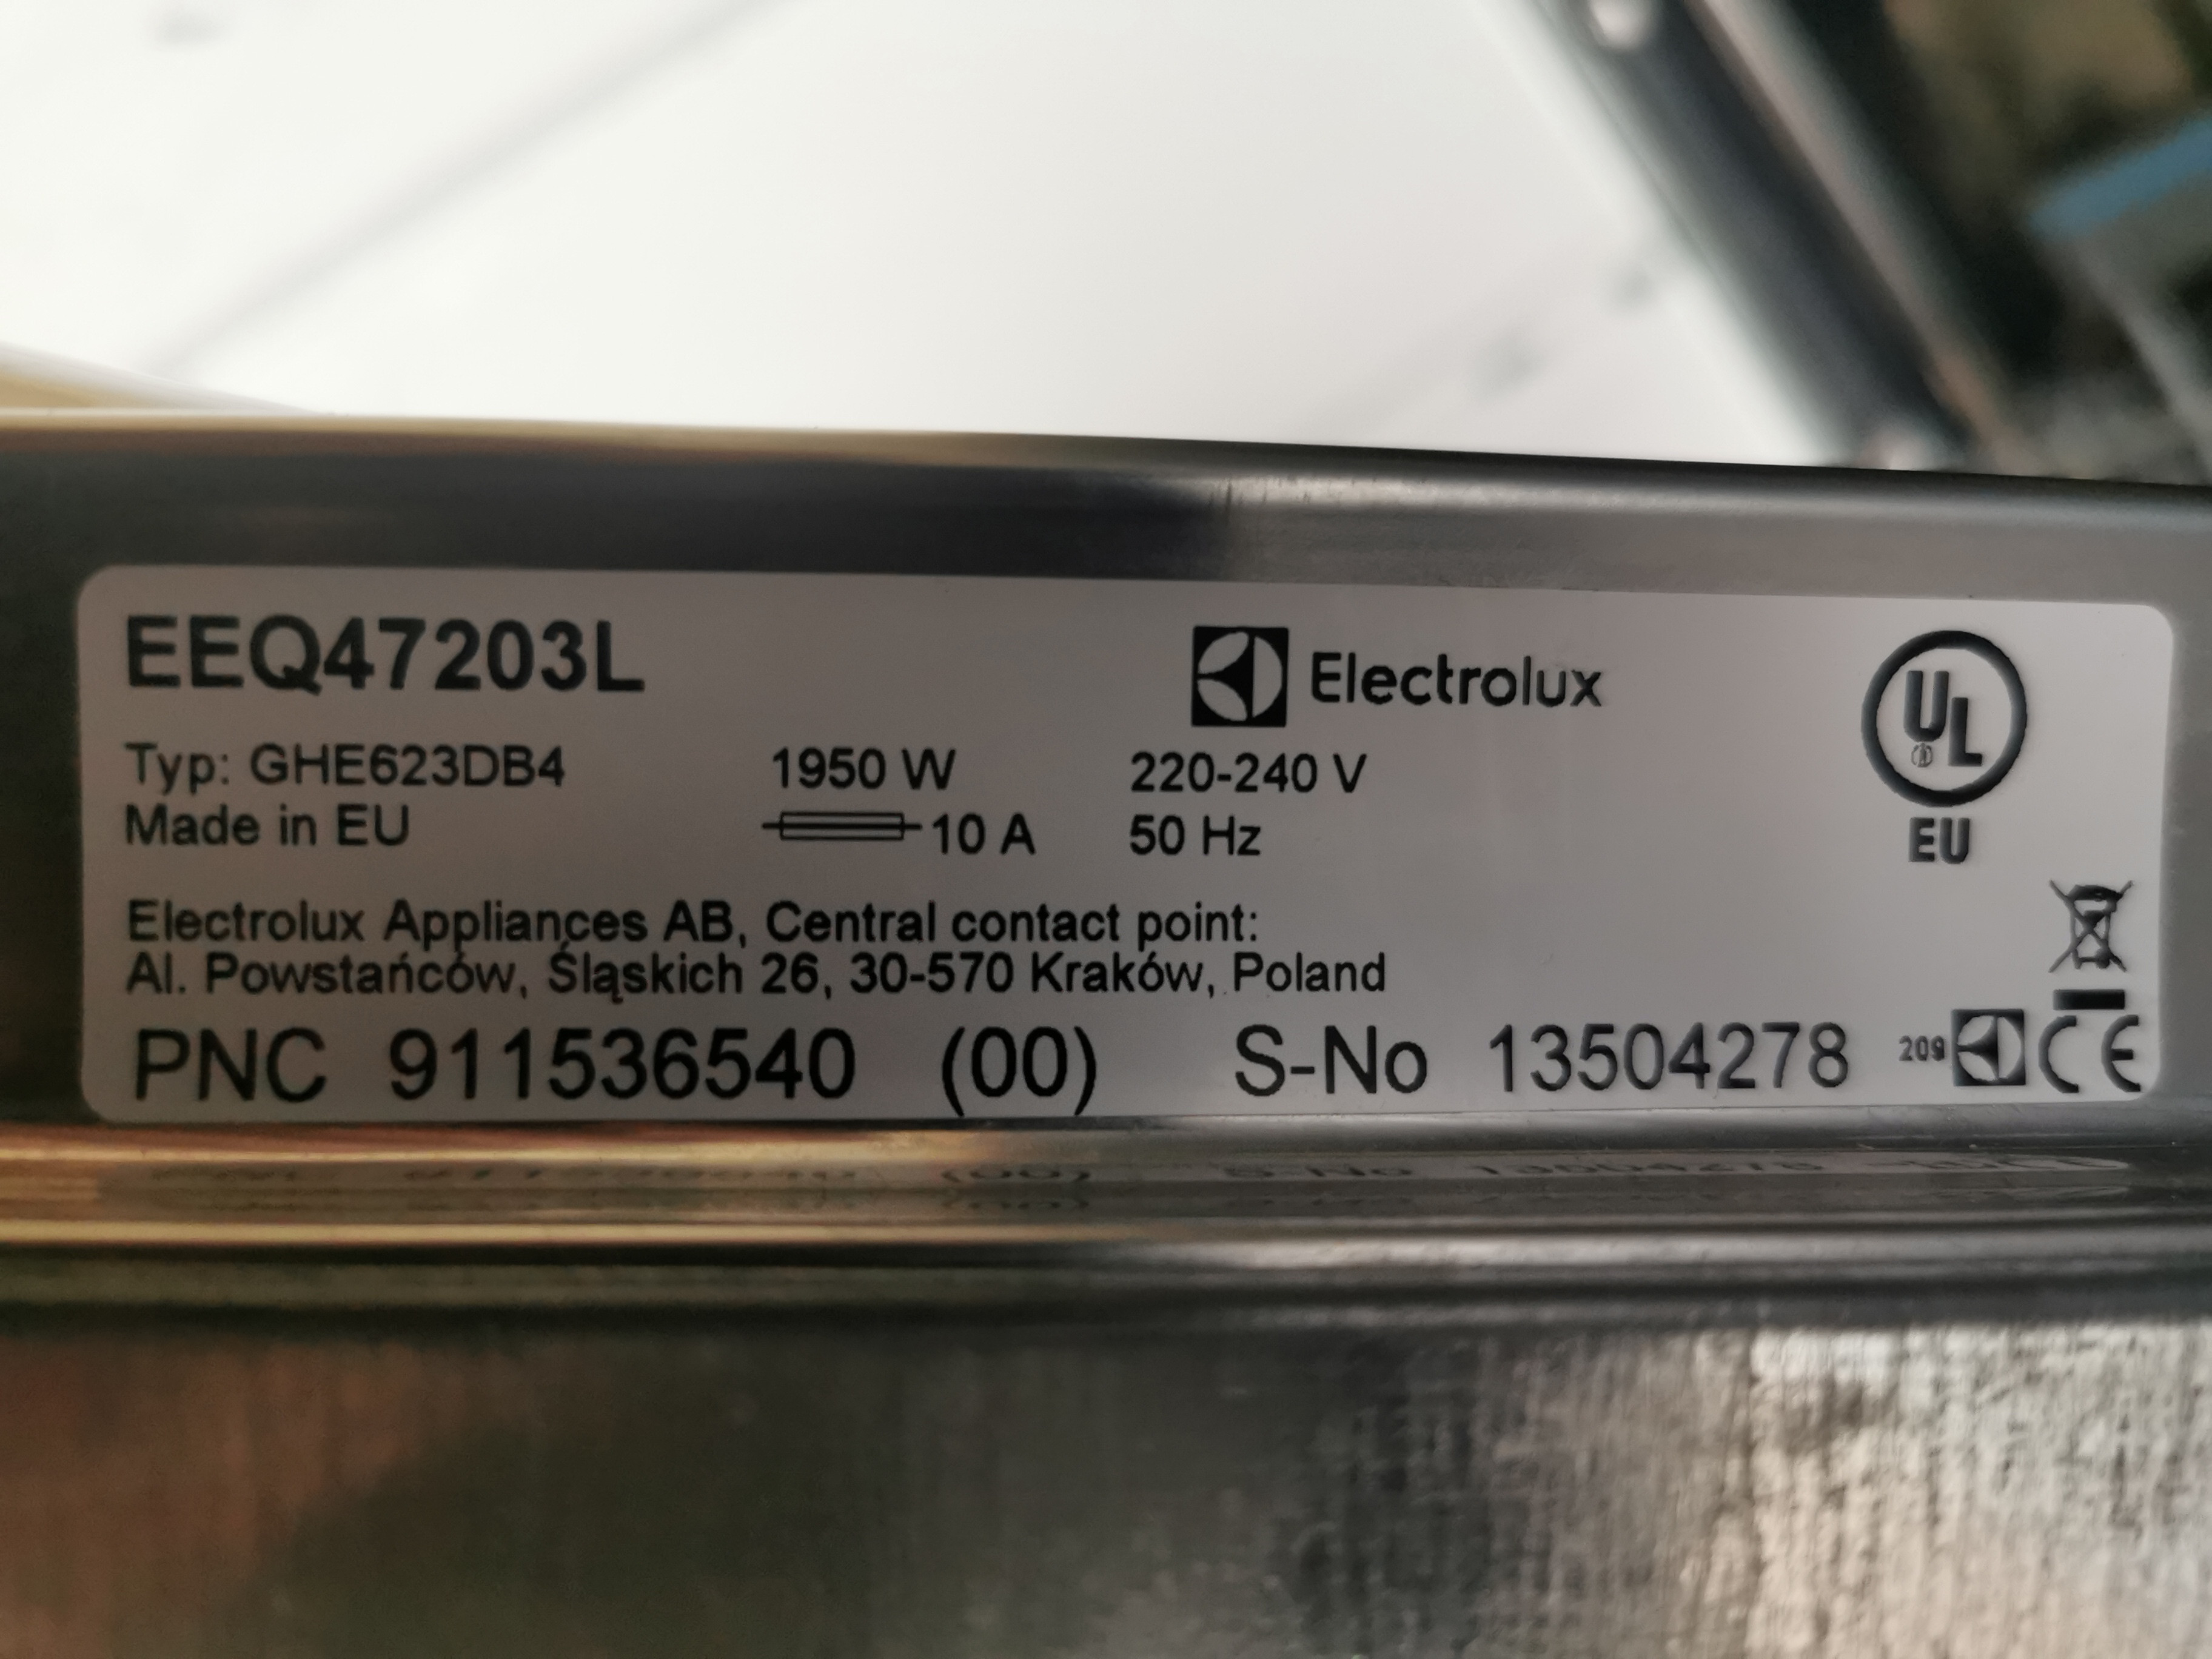 EEQ47203L
Electrolux
UL
EU
Typ: GHE623DB4 1950 W 220-240 V
Made in EU 10 A 50 Hz
Electrolux Appliances AB, Central contact point:
Al. Powstańców, Śląskich 26, 30-570 Kraków, Poland
PNC 911536540 (00) S-No 13504278 209 CE